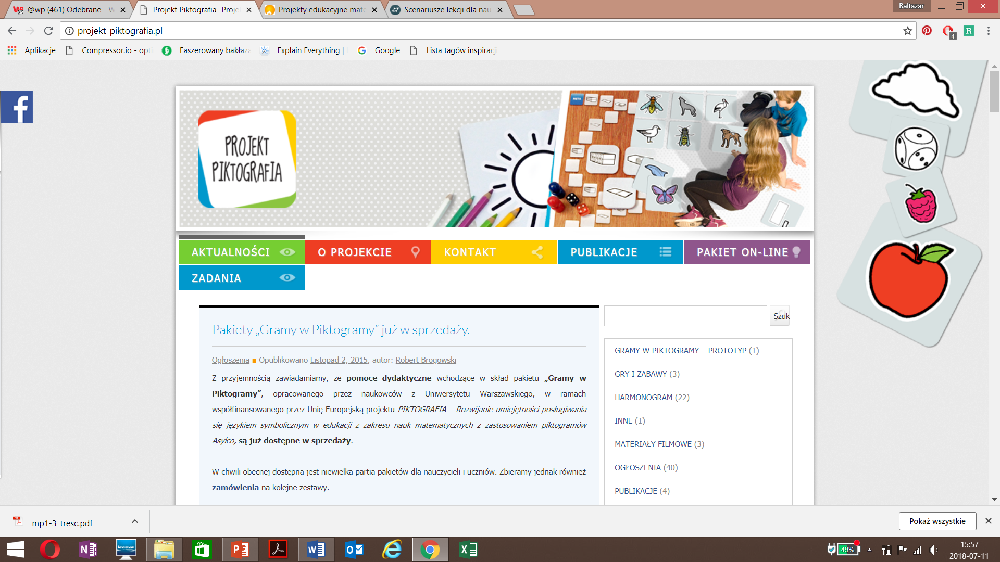 @wp (461) Odebrane - W
Projekt Piktografia -Proje
Projekty edukacyjne mate
Scenariusze lekcji dla nau
Baltazar
projekt-piktografia.pl
4
R
Aplikacje
Compressor.io - opti
Faszerowany bakłaża
Explain Everything |
Google
Lista tagów inspiracji
PROJEKT
PIKTOGRAFIA
META
AKTUALNOŚCI
O PROJEKCIE
KONTAKT
PUBLIKACJE
PAKIET ON-LINE
ZADANIA
Pakiety „Gramy w Piktogramy” już w sprzedaży.
Ogłoszenia Opublikowano Listopad 2, 2015, autor: Robert Brogowski
Z przyjemnością zawiadamiamy, że pomoce dydaktyczne wchodzące w skład pakietu „Gramy w
Piktogramy”, opracowanego przez naukowców z Uniwersytetu Warszawskiego, w ramach
współfinansowanego przez Unię Europejską projektu PIKTOGRAFIA – Rozwijanie umiejętności posługiwania
się językiem symbolicznym w edukacji z zakresu nauk matematycznych z zastosowaniem piktogramów
Asylco, są już dostępne w sprzedaży.
W chwili obecnej dostępna jest niewielka partia pakietów dla nauczycieli i uczniów. Zbieramy jednak również
zamówienia na kolejne zestawy.
Szuk
GRAMY W PIKTOGRAMY – PROTOTYP (1)
GRY I ZABAWY (3)
HARMONOGRAM (22)
INNE (1)
MATERIAŁY FILMOWE (3)
OGŁOSZENIA (40)
PUBLIKACJE (4)
mp1-3_tresc.pdf
Pokaż wszystkie
49%
15:57
2018-07-11